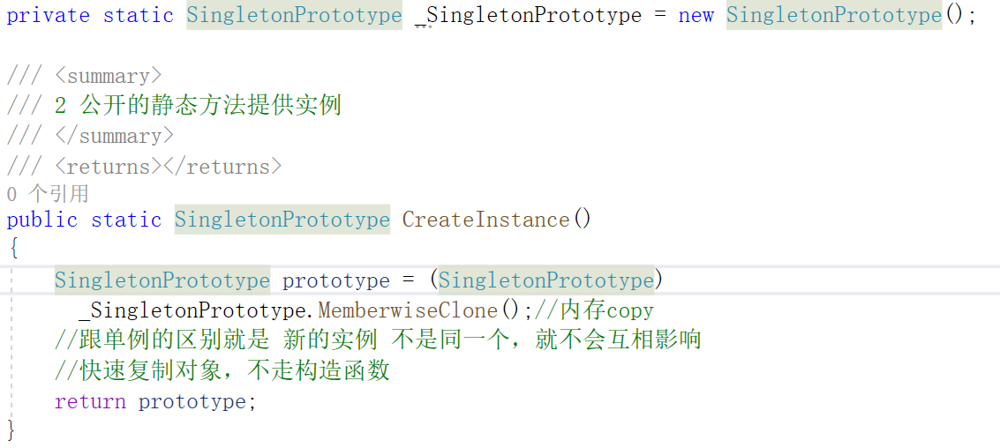 private static SingletonPrototype _SingletonPrototype = new SingletonPrototype();
/// <summary>
/// 2 公开的静态方法提供实例
/// </summary>
/// <returns></returns>
0 个引用
public static SingletonPrototype CreateInstance()
{
SingletonPrototype prototype = (SingletonPrototype)
_SingletonPrototype.MemberwiseClone();//内存copy
//跟单例的区别就是 新的实例 不是同一个，就不会互相影响
//快速复制对象，不走构造函数
return prototype;
}